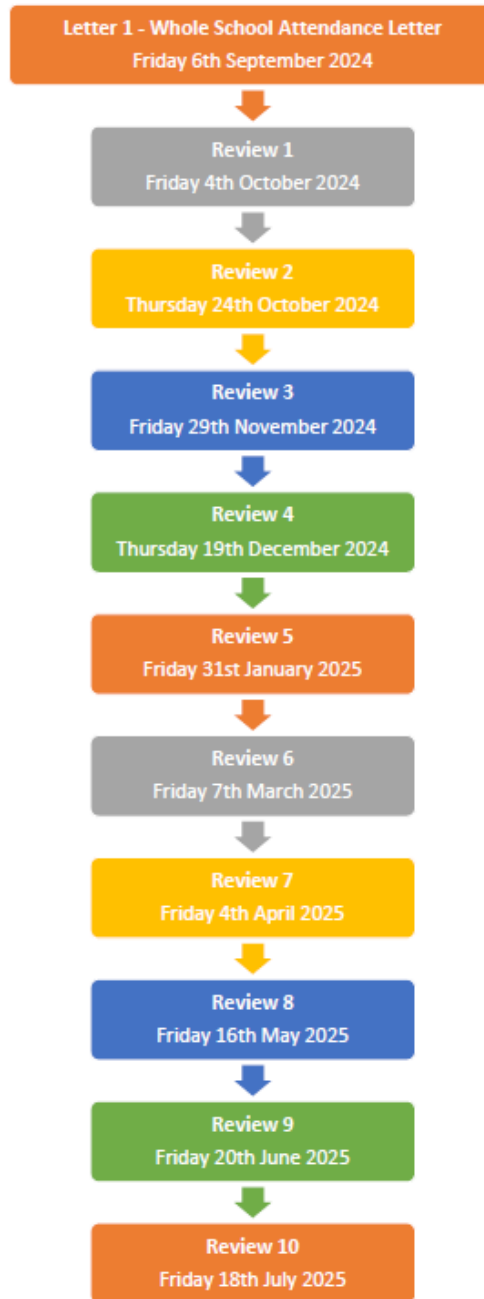 Letter 1 - Whole School Attendance Letter
Friday 6th September 2024
Review 1
Friday 4th October 2024
Review 2
Thursday 24th October 2024
Review 3
Friday 29th November 2024
Review 4
Thursday 19th December 2024
Review 5
Friday 31st January 2025
Review 6
Friday 7th March 2025
Review 7
Friday 4th April 2025
Review 8
Friday 16th May 2025
Review 9
Friday 20th June 2025
Review 10
Friday 18th July 2025